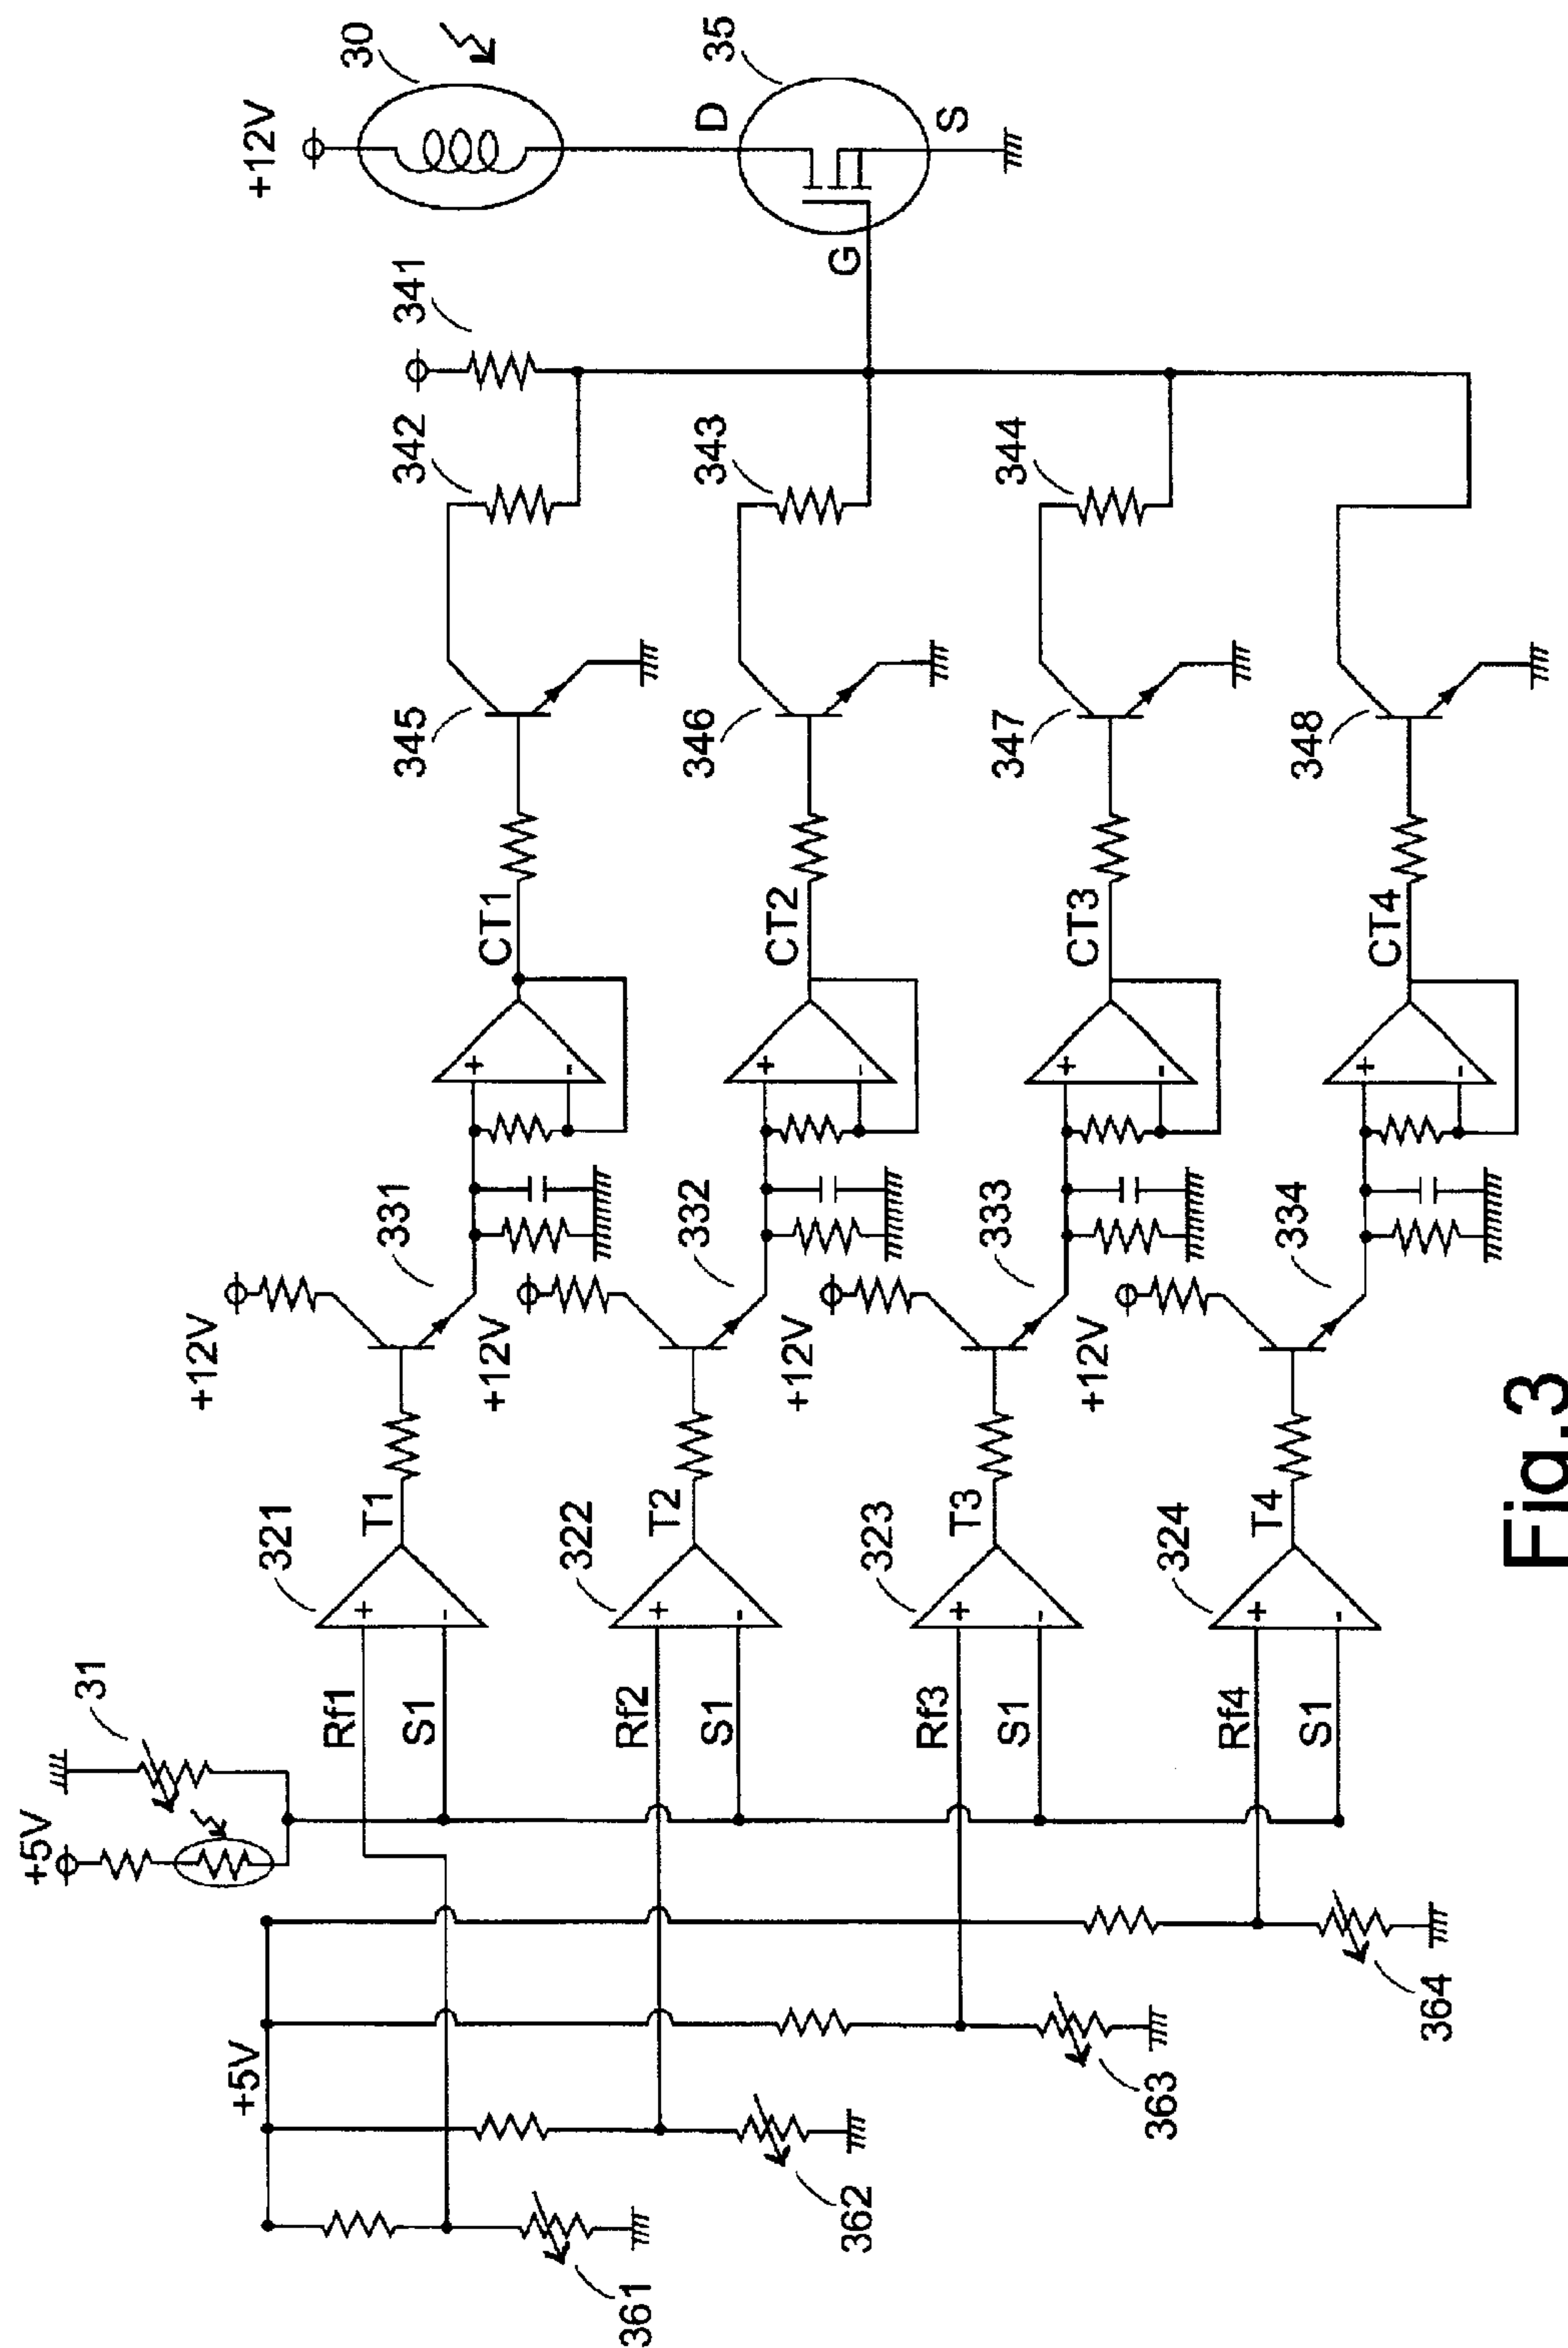 +12V
30
35
D
S
G
341
342
343
344
345
346
347
348
CT1
CT2
CT3
CT4
+
-
+
-
+
-
+
-
331
332
333
334
+12V
+12V
+12V
+12V
T1
T2
T3
T4
321
322
323
324
+
-
+
-
+
-
+
-
Rf1
S1
Rf2
S1
Rf3
S1
Rf4
S1
31
+5V
+5V
361
362
363
364
Fig.3